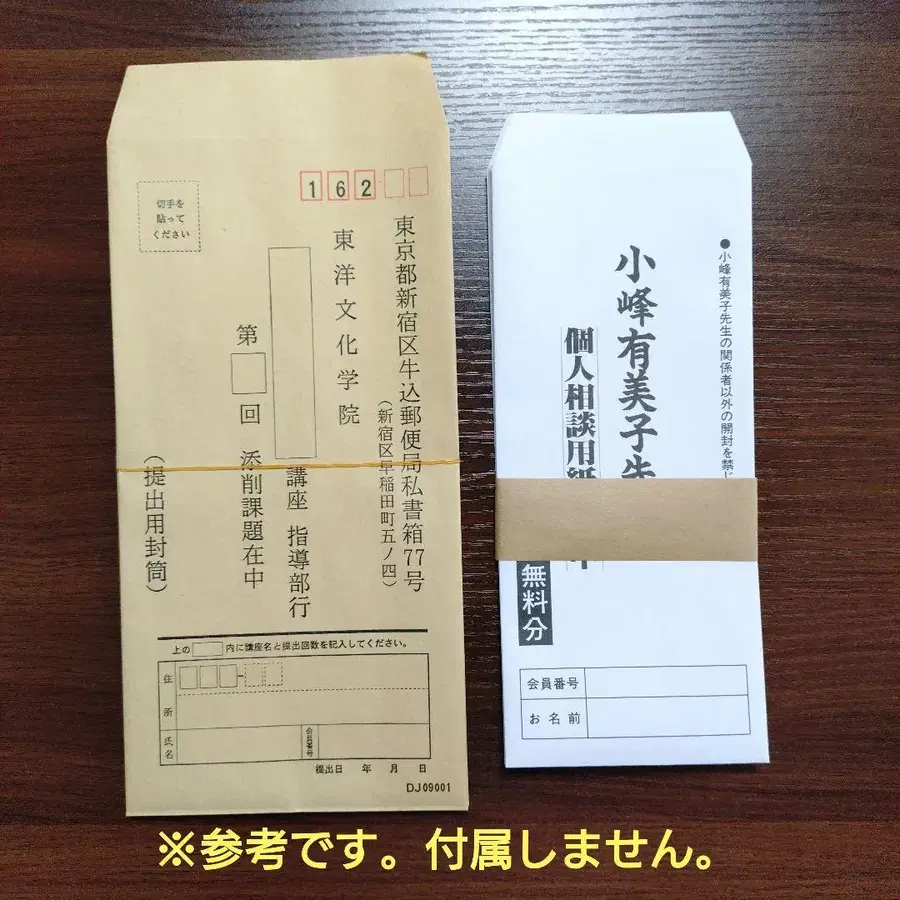 162
切手を
貼って
ください
東京都新宿区牛込郵便局私書箱77号
(新宿区早稲田町五ノ四)
東洋文化学院
講座 指導部行
第 回 添削課題在中
(提出用封筒)
上の 内に講座名と提出回数を記入してください。
住所
氏名
会員番号
提出日 年 月 日
DJ09001
●小峰有美子先生の関係者以外の開封を禁じ
小峰有美子先
個人相談用紙
無料分
会員番号
お名前
※参考です。付属しません。